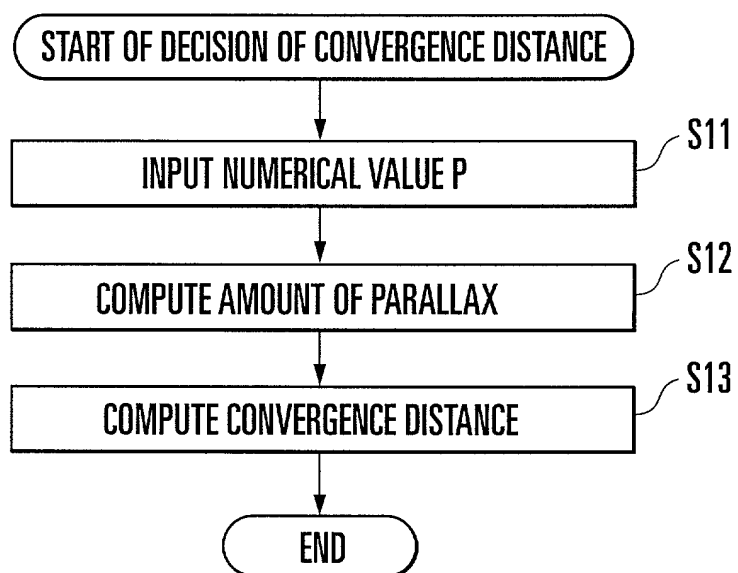 START OF DECISION OF CONVERGENCE DISTANCE
S11
INPUT NUMERICAL VALUE P
S12
COMPUTE AMOUNT OF PARALLAX
S13
COMPUTE CONVERGENCE DISTANCE
END